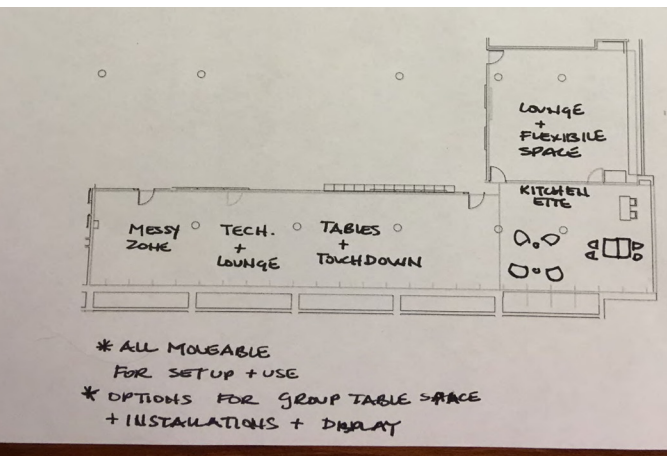 LOUNGE
+
FLEXIBILE
SPACE
KITCHEN
ETTE
MESSY
ZONE
TECH.
+
LOUNGE
TABLES
+
TOUCHDOWN
* ALL MOVEABLE
FOR SETUP + USE
* OPTIONS FOR GROUP TABLE SPACE
+ INSTALLATIONS + DISPLAY